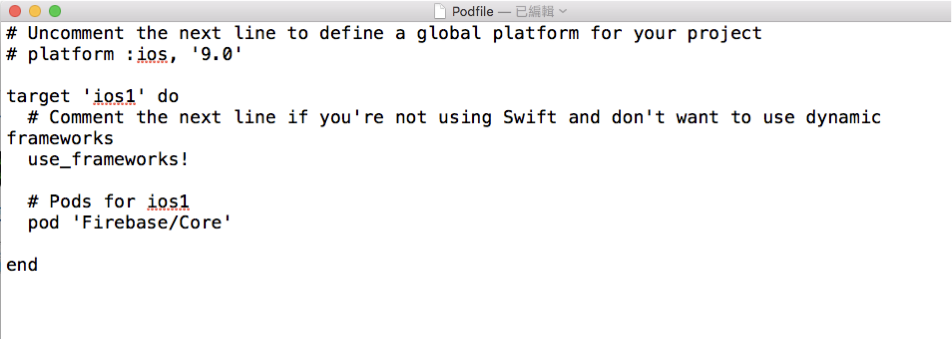 Podfile — 已編輯
# Uncomment the next line to define a global platform for your project
# platform :ios, '9.0'
target 'ios1' do
# Comment the next line if you're not using Swift and don't want to use dynamic
frameworks
use_frameworks!
# Pods for ios1
pod 'Firebase/Core'
end